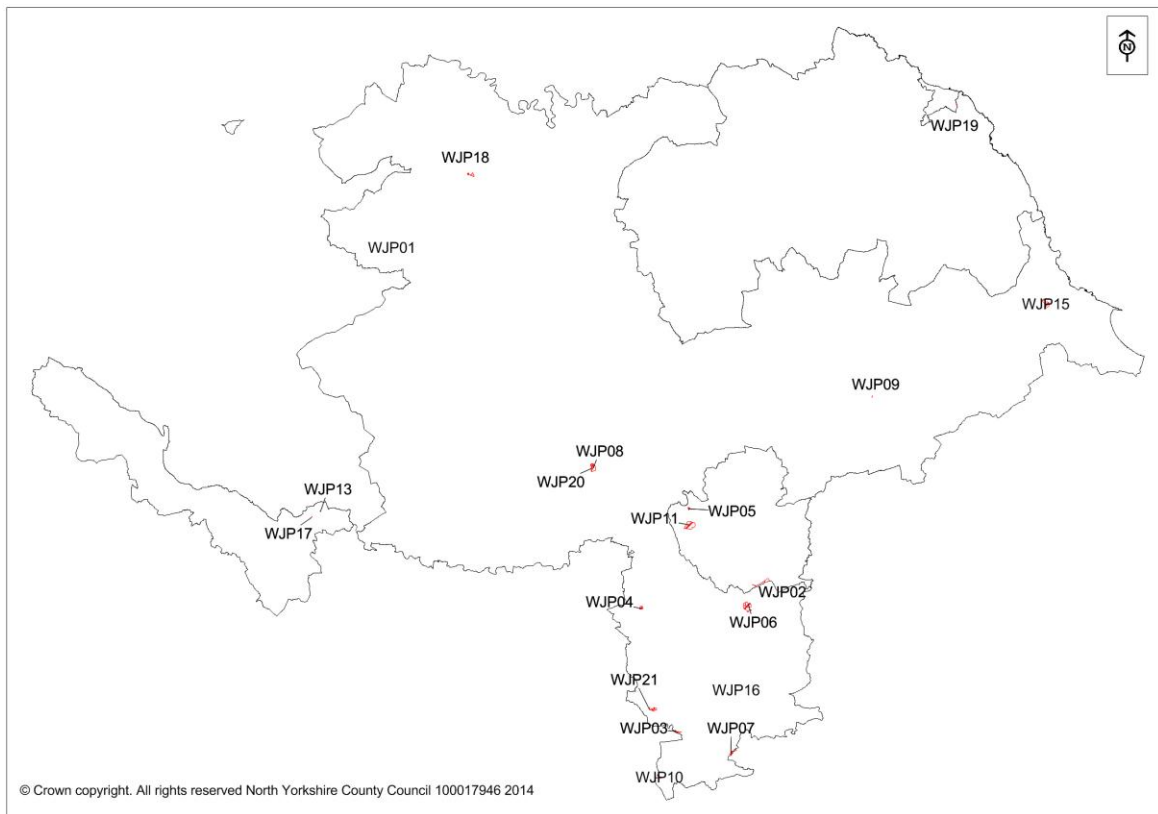 N
WJP19
WJP18
WJP01
WJP15
WJP09
WJP08
WJP20
WJP13
WJP17
WJP05
WJP11
WJP02
WJP04
WJP06
WJP21
WJP16
WJP03
WJP07
WJP10
© Crown copyright. All rights reserved North Yorkshire County Council 100017946 2014